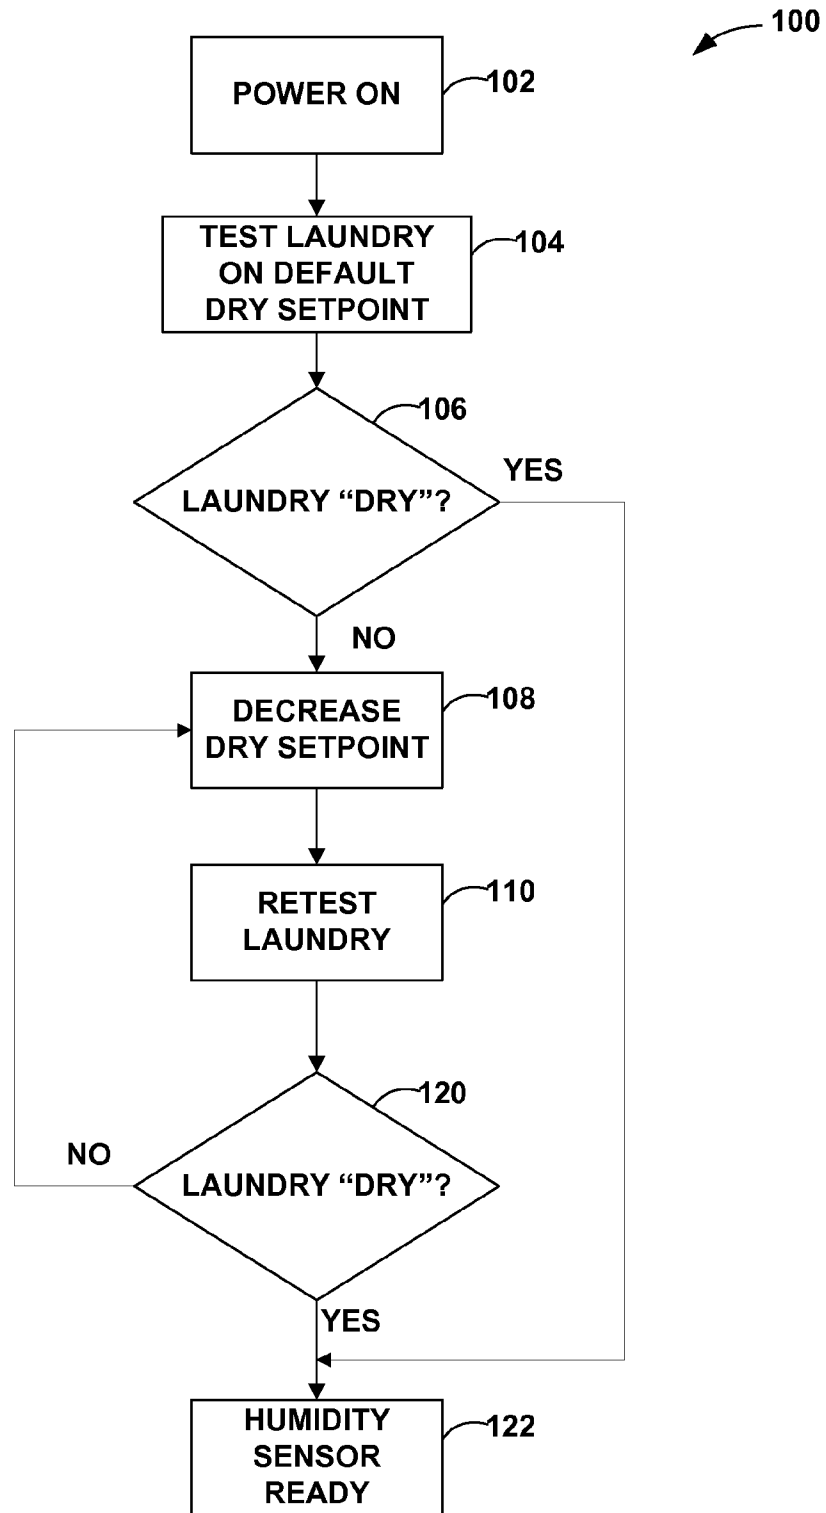 100
POWER ON
102
TEST LAUNDRY
ON DEFAULT
DRY SETPOINT
104
106
LAUNDRY “DRY”?
YES
NO
DECREASE
DRY SETPOINT
108
RETEST
LAUNDRY
110
120
NO
LAUNDRY “DRY”?
YES
HUMIDITY
SENSOR
READY
122